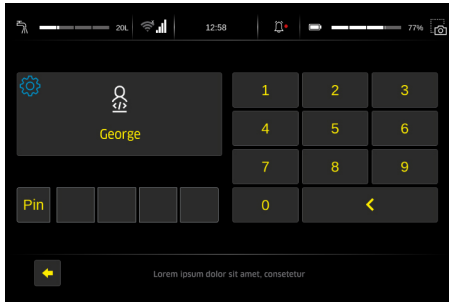 20L 12:58 77%
</>
George
1 2 3
4 5 6
7 8 9
Pin 0
Lorem ipsum dolor sit amet, consetetur